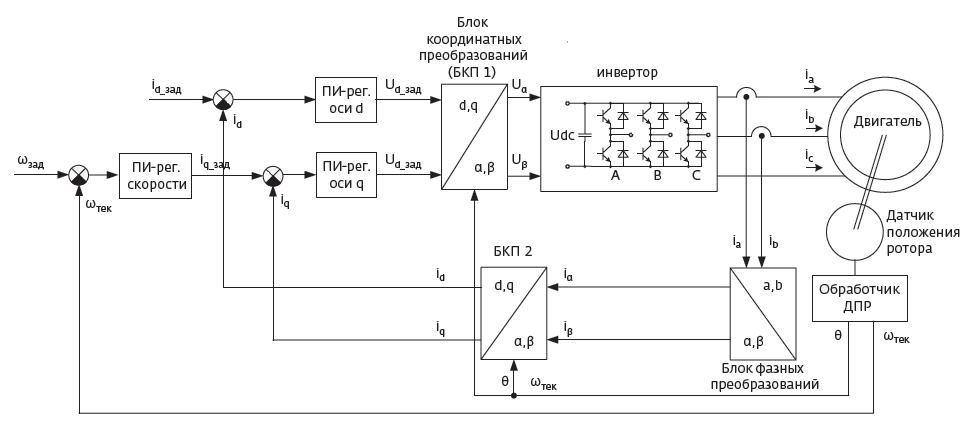 Блок
координатных
преобразований
(БКП 1)
инвертор
i_a
i_d_зад
ПИ-рег.
оси d
U_d_зад
d,q
U_α
i_d
Udc
i_b
Двигатель
ω_зад
ПИ-рег.
скорости
i_q_зад
ПИ-рег.
оси q
U_d_зад
α,β
U_β
A B C
i_c
ω_тек
i_q
Датчик
положения
ротора
i_a i_b
БКП 2
i_d
d,q
i_α
a,b
Обработчик
ДПР
i_q
α,β
i_β
α,β
θ ω_тек
Блок фазных
преобразований
θ ω_тек